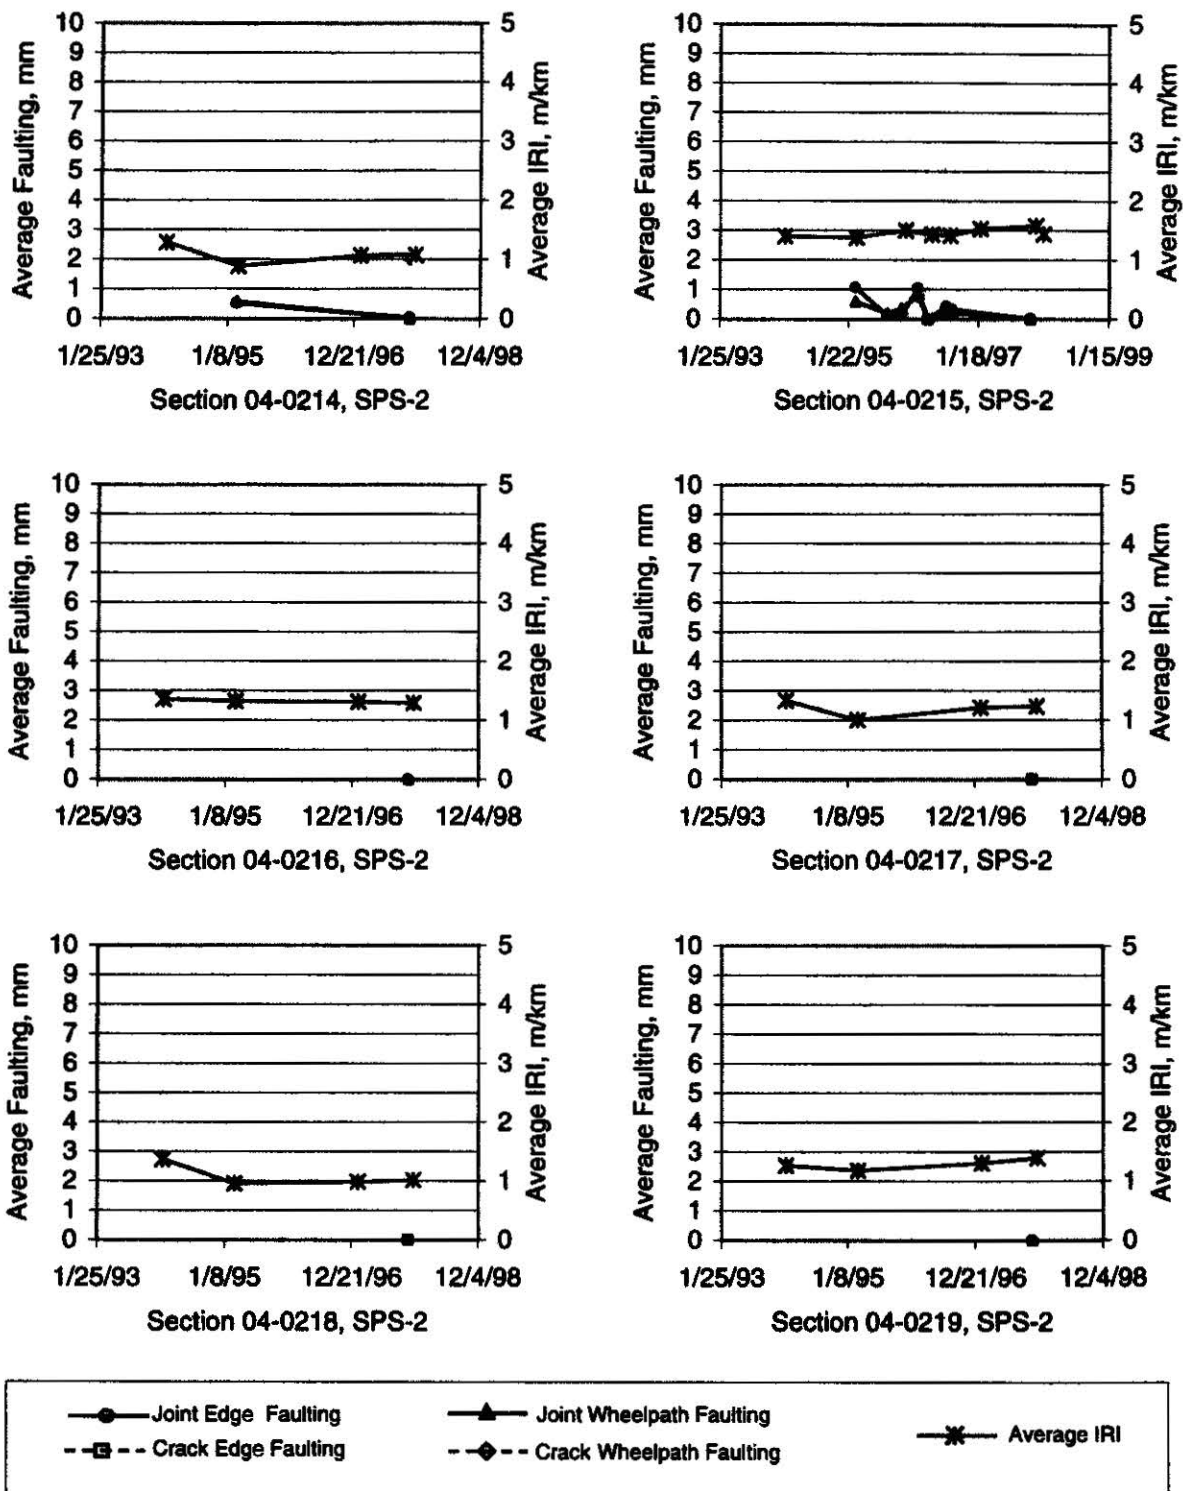 10 9 8 7 6 5 4 3 2 1 0
Average Faulting, mm
5 4 3 2 1 0
Average IRI, m/km
1/25/93 1/8/95 12/21/96 12/4/98
Section 04-0214, SPS-2
10 9 8 7 6 5 4 3 2 1 0
Average Faulting, mm
5 4 3 2 1 0
Average IRI, m/km
1/25/93 1/22/95 1/18/97 1/15/99
Section 04-0215, SPS-2
10 9 8 7 6 5 4 3 2 1 0
Average Faulting, mm
5 4 3 2 1 0
Average IRI, m/km
1/25/93 1/8/95 12/21/96 12/4/98
Section 04-0216, SPS-2
10 9 8 7 6 5 4 3 2 1 0
Average Faulting, mm
5 4 3 2 1 0
Average IRI, m/km
1/25/93 1/8/95 12/21/96 12/4/98
Section 04-0217, SPS-2
10 9 8 7 6 5 4 3 2 1 0
Average Faulting, mm
5 4 3 2 1 0
Average IRI, m/km
1/25/93 1/8/95 12/21/96 12/4/98
Section 04-0218, SPS-2
10 9 8 7 6 5 4 3 2 1 0
Average Faulting, mm
5 4 3 2 1 0
Average IRI, m/km
1/25/93 1/8/95 12/21/96 12/4/98
Section 04-0219, SPS-2
Joint Edge Faulting
Joint Wheelpath Faulting
Crack Edge Faulting
Crack Wheelpath Faulting
Average IRI